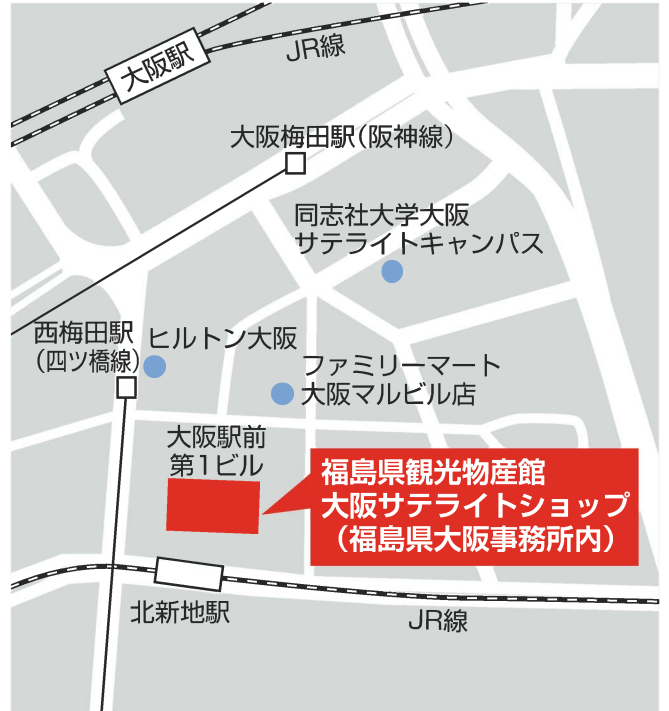 JR線
大阪駅
大阪梅田駅(阪神線)
同志社大学大阪
サテライトキャンパス
西梅田駅
(四ツ橋線)
ヒルトン大阪
ファミリーマート
大阪マルビル店
大阪駅前
第1ビル
福島県観光物産館
大阪サテライトショップ
(福島県大阪事務所内)
北新地駅
JR線